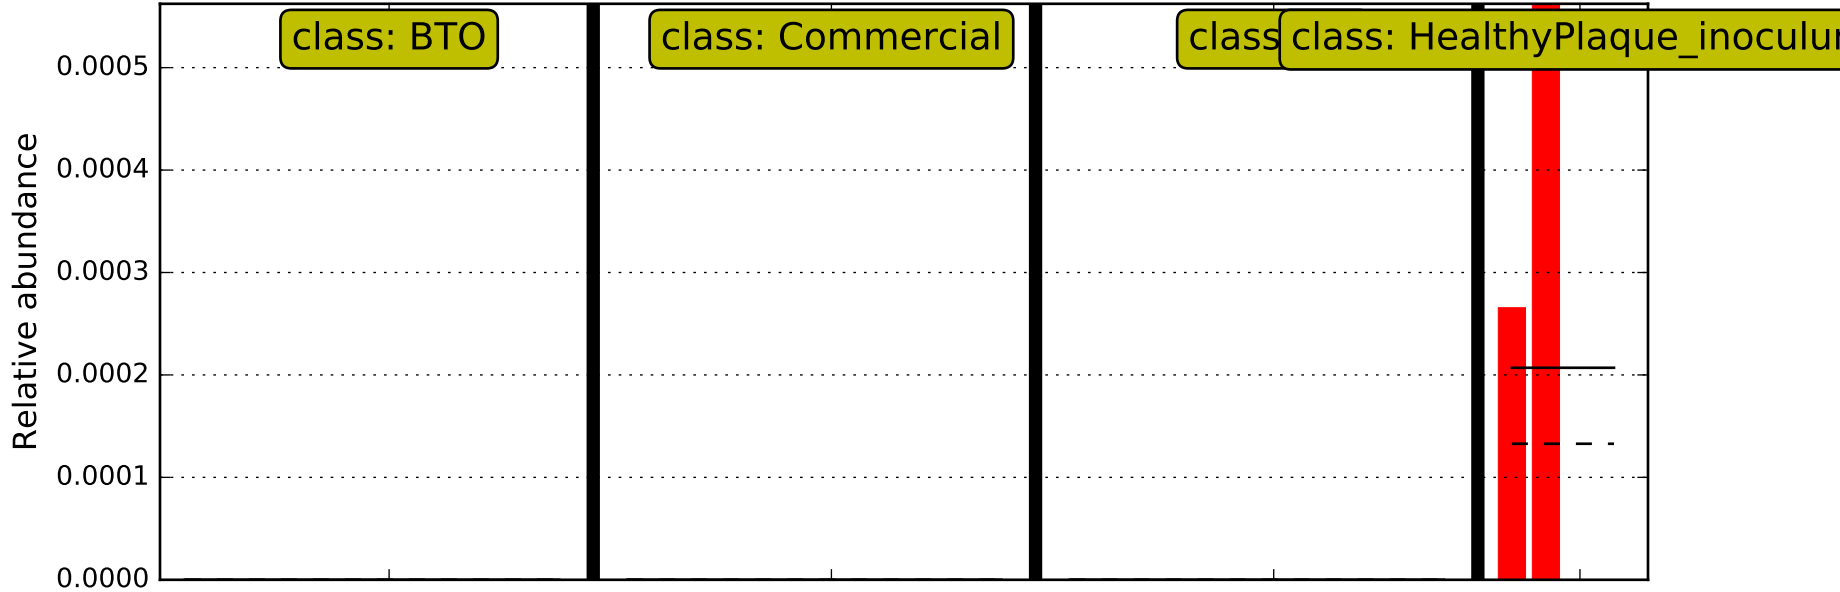 class: BTO
class: Commercial
class
class: HealthyPlaque_inoculu
0.0005
0.0004
0.0003
0.0002
0.0001
0.0000
Relative abundance